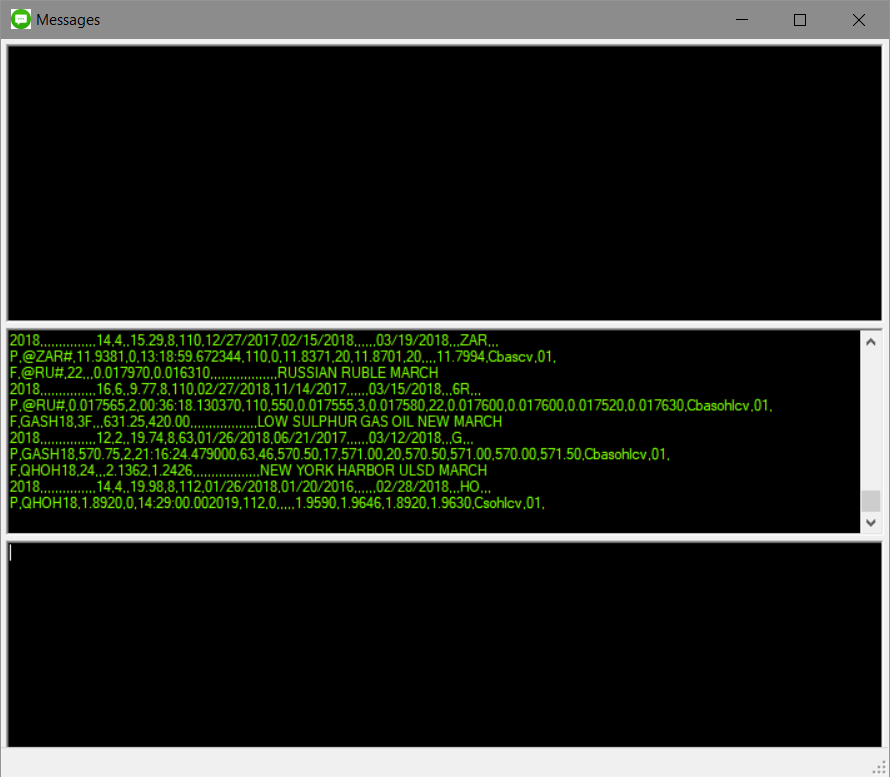 Messages
2018,,,,,,,,,,,,,,,14,4,,15.29,8,110,12/27/2017,02/15/2018,,,,,,03/19/2018,,,ZAR,,,
P,@ZAR#,11.9381,0,13:18:59.672344,110,0,11.8371,20,11.8701,20,,,,11.7994,Cbascv,01,
F,@RU#,22,,,0.017970,0.016310,,,,,,,,,,,,,,,,,,RUSSIAN RUBLE MARCH
2018,,,,,,,,,,,,,,,16,6,,9.77,8,110,02/27/2018,11/14/2017,,,,,,03/15/2018,,,6R,,,
P,@RU#,0.017565,2,00:36:18.130370,110,550,0.017555,3,0.017580,22,0.017600,0.017600,0.017520,0.017630,Cbasohlcv,01,
F,GASH18,3F,,,631.25,420.00,,,,,,,,,,,,,,,,,,LOW SULPHUR GAS OIL NEW MARCH
2018,,,,,,,,,,,,,,,12,2,,19.74,8,63,01/26/2018,06/21/2017,,,,,,03/12/2018,,,G,,,
P,GASH18,570.75,2,21:16:24.479000,63,46,570.50,17,571.00,20,570.50,571.00,570.00,571.50,Cbasohlcv,01,
F,QHOH18,24,,,2.1362,1.2426,,,,,,,,,,,,,,,,,,NEW YORK HARBOR ULSD MARCH
2018,,,,,,,,,,,,,,,14,4,,19.98,8,112,01/26/2018,01/20/2016,,,,,,02/28/2018,,,HO,,,
P,QHOH18,1.8920,0,14:29:00.002019,112,0,,,,,1.9590,1.9646,1.8920,1.9630,Csohlcv,01,